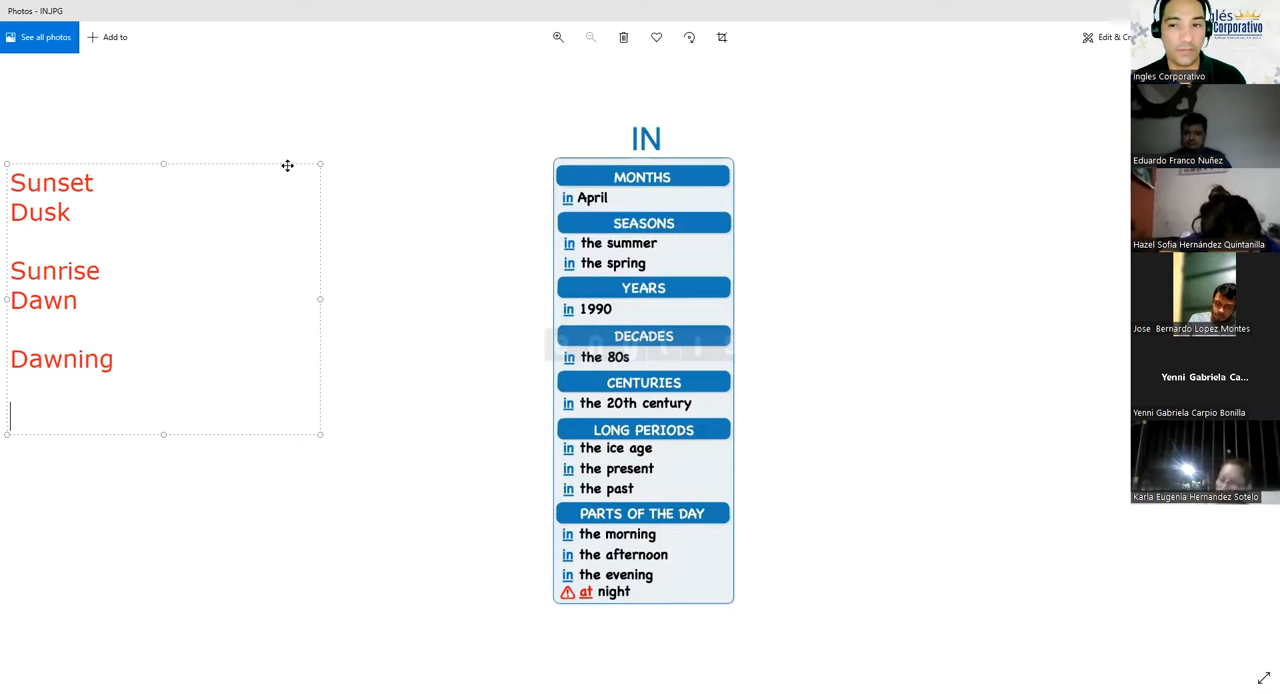 Photos - IN.JPG
See all photos
Add to
Edit & Cr
glés
Corporativo
Ingles Corporativo
Eduardo Franco Nuñez
Hazel Sofia Hernández Quintanilla
Jose Bernardo Lopez Montes
Yenni Gabriela Ca...
Yenni Gabriela Carpio Bonilla
Karla Eugenia Hernandez Sotelo
Sunset
Dusk
Sunrise
Dawn
Dawning
IN
MONTHS
in April
SEASONS
in the summer
in the spring
YEARS
in 1990
DECADES
in the 80s
CENTURIES
in the 20th century
LONG PERIODS
in the ice age
in the present
in the past
PARTS OF THE DAY
in the morning
in the afternoon
in the evening
at night